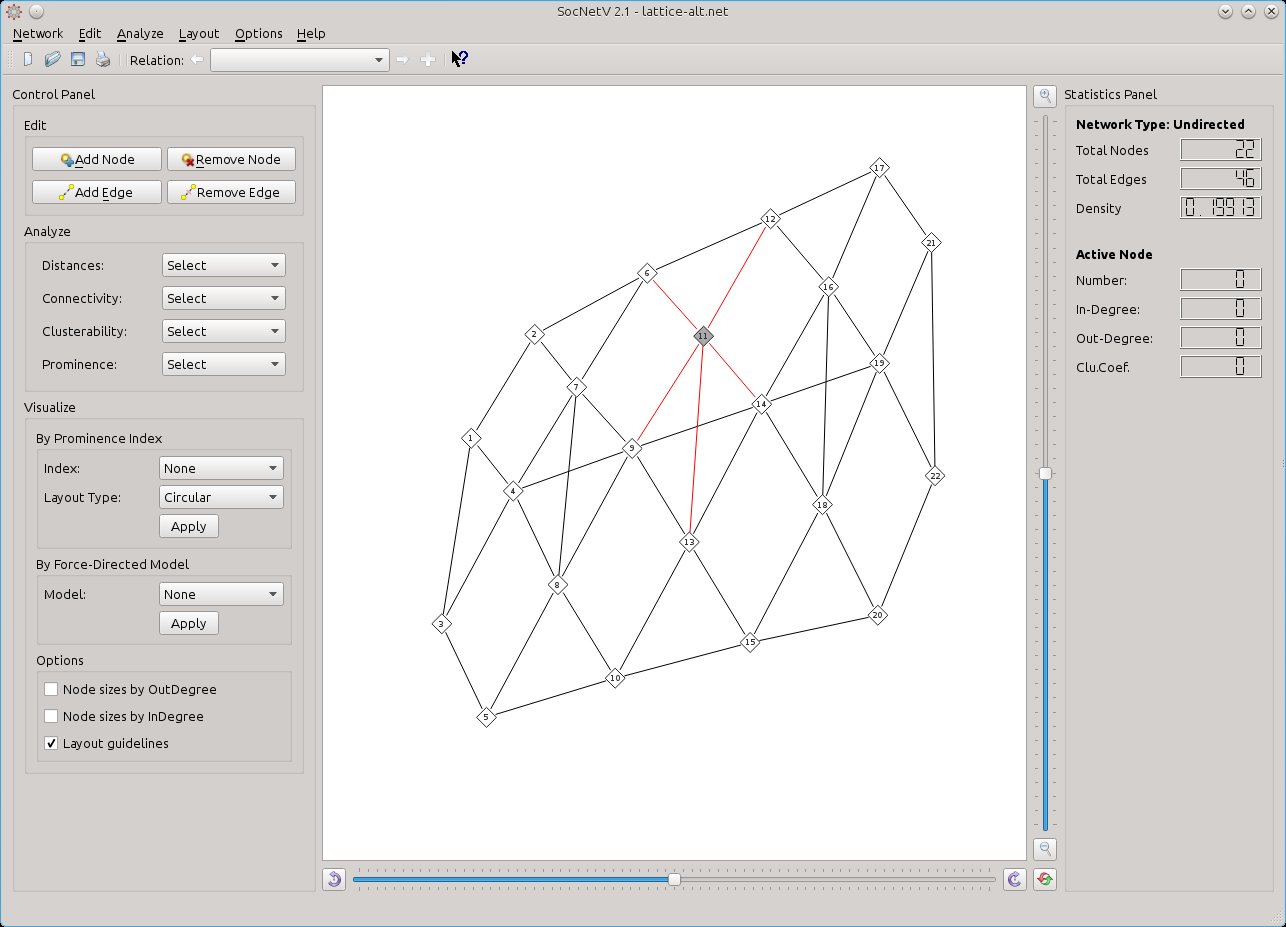 SocNetV 2.1 - lattice-alt.net
Network Edit Analyze Layout Options Help
Relation:
Control Panel
Edit
Add Node Remove Node
Add Edge Remove Edge
Analyze
Distances: Select
Connectivity: Select
Clusterability: Select
Prominence: Select
Visualize
By Prominence Index
Index: None
Layout Type: Circular
Apply
By Force-Directed Model
Model: None
Apply
Options
Node sizes by OutDegree
Node sizes by InDegree
Layout guidelines
17
12
21
6
16
2
11
19
7
14
1
9
22
4
18
13
8
20
3
15
10
5
Statistics Panel
Network Type: Undirected
Total Nodes 22
Total Edges 46
Density 0.19913
Active Node
Number: 0
In-Degree: 0
Out-Degree: 0
Clu.Coef. 0